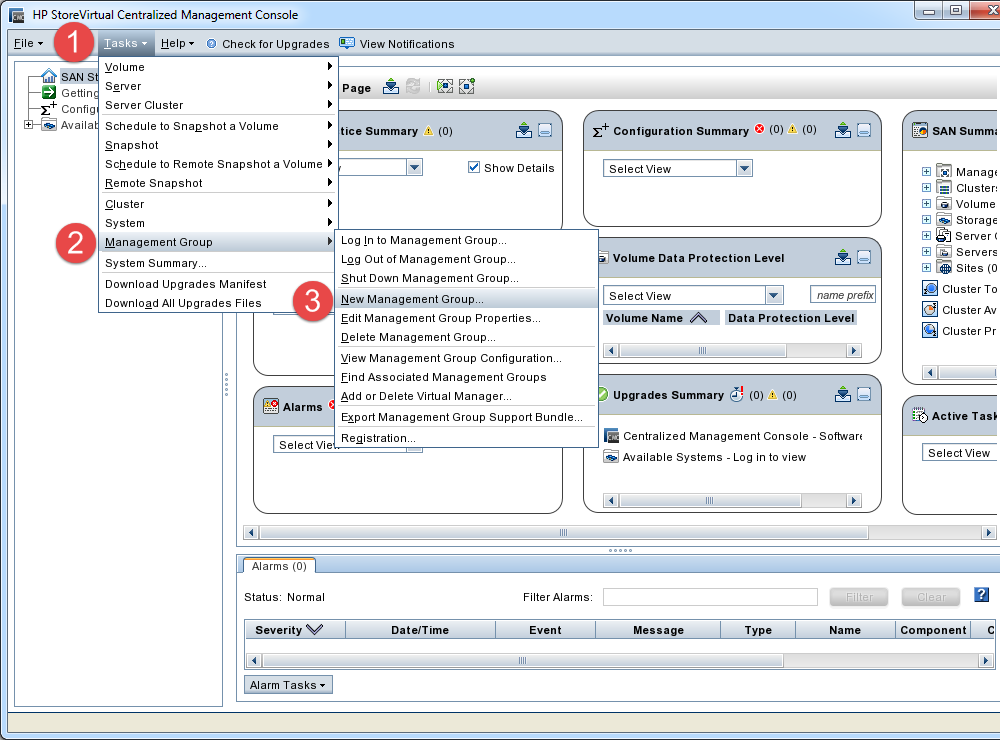 HP StoreVirtual Centralized Management Console
File Tasks Help Check for Upgrades View Notifications
1
SAN St
Getting
Config
Availab
Volume
Server
Server Cluster
Schedule to Snapshot a Volume
Snapshot
Schedule to Remote Snapshot a Volume
Remote Snapshot
Cluster
System
2
Management Group
System Summary...
Download Upgrades Manifest
Download All Upgrades Files
Log In to Management Group...
Log Out of Management Group...
Shut Down Management Group...
3
New Management Group...
Edit Management Group Properties...
Delete Management Group...
View Management Group Configuration...
Find Associated Management Groups
Add or Delete Virtual Manager...
Export Management Group Support Bundle...
Registration...
Page
tice Summary (0)
Show Details
Configuration Summary (0) (0)
Select View
SAN Summa
Manage
Clusters
Volume
Storage
Server C
Servers
Sites (0
Cluster To
Cluster Av
Cluster Pr
Volume Data Protection Level
Select View name prefix
Volume Name Data Protection Level
Alarms
Select View
Upgrades Summary (0) (0)
CMC Centralized Management Console - Software
Available Systems - Log in to view
Active Task
Select View
Alarms (0)
Status: Normal Filter Alarms: Filter Clear ?
Severity Date/Time Event Message Type Name Component C
Alarm Tasks